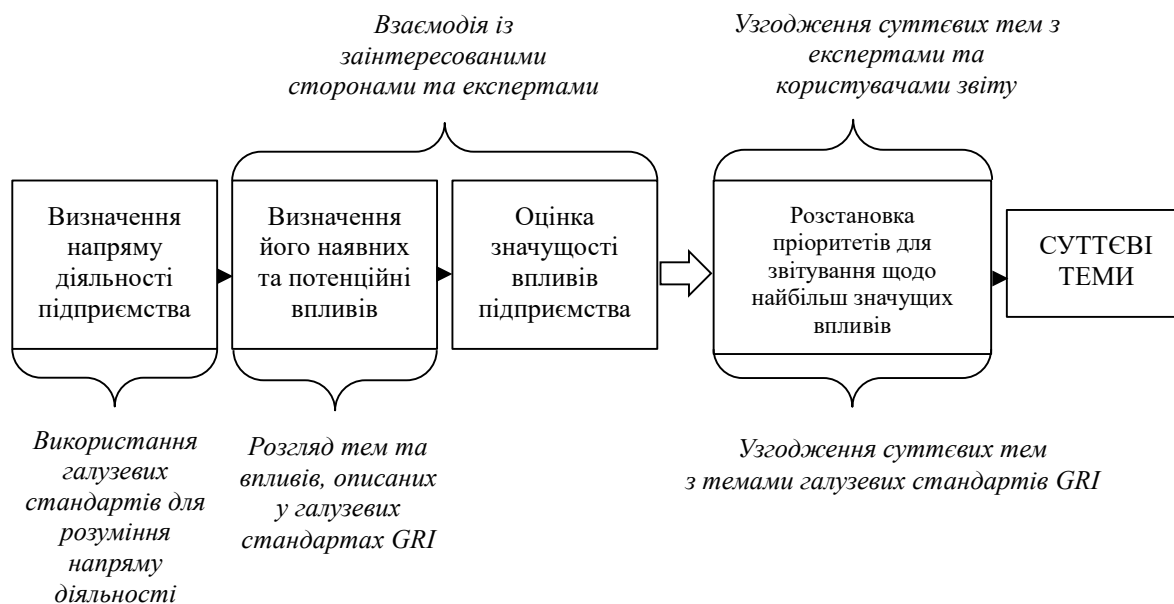 Взаємодія із
заінтересованими
сторонами та експертами
Узгодження суттєвих тем з
експертами та
користувачами звіту
Визначення
напряму
діяльності
підприємства
Визначення
його наявних
та потенційні
впливів
Оцінка
значущості
впливів
підприємства
Розстановка
пріоритетів для
звітування щодо
найбільш значущих
впливів
СУТТЄВІ
ТЕМИ
Використання
галузевих
стандартів для
розуміння
напряму
діяльності
Розгляд тем та
впливів, описаних
у галузевих
стандартах GRI
Узгодження суттєвих тем
з темами галузевих стандартів GRI